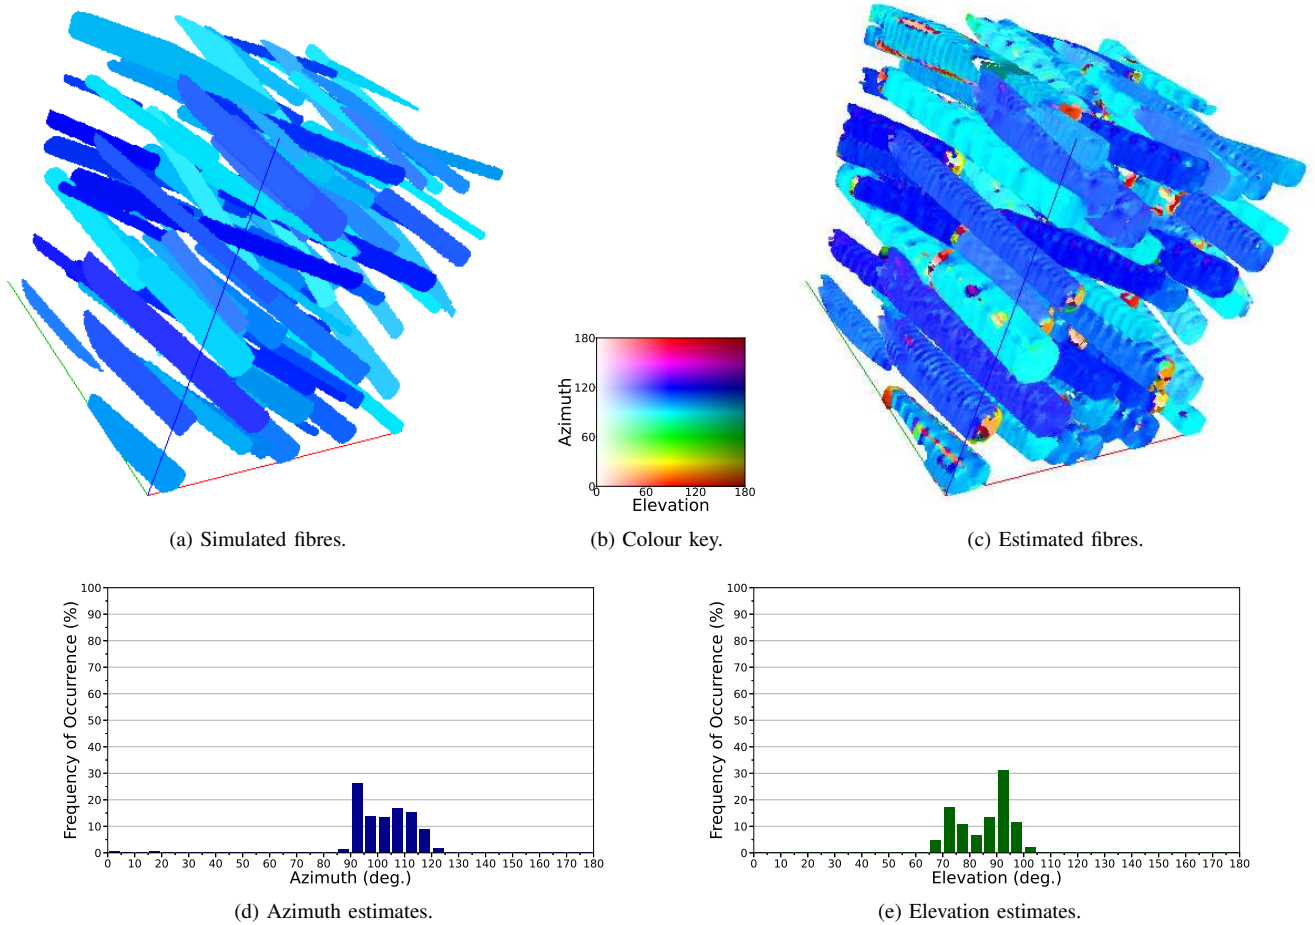 180
120
60
0
Azimuth
0 60 120 180
Elevation
(a) Simulated fibres.
(b) Colour key.
(c) Estimated fibres.
100
90
80
70
60
50
40
30
20
10
0
Frequency of Occurrence (%)
0 10 20 30 40 50 60 70 80 90 100 110 120 130 140 150 160 170 180
Azimuth (deg.)
100
90
80
70
60
50
40
30
20
10
0
Frequency of Occurrence (%)
0 10 20 30 40 50 60 70 80 90 100 110 120 130 140 150 160 170 180
Elevation (deg.)
(d) Azimuth estimates.
(e) Elevation estimates.